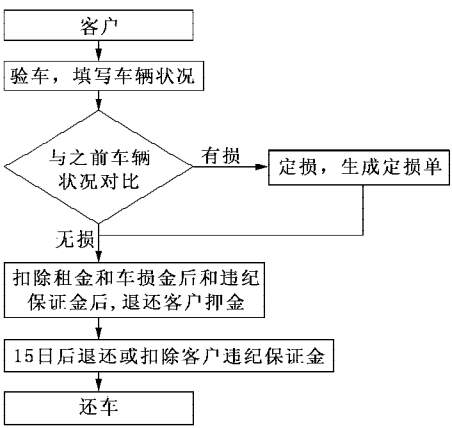 客户
验车，填写车辆状况
与之前车辆
状况对比
有损
定损，生成定损单
无损
扣除租金和车损金后和违纪
保证金后,退还客户押金
15日后退还或扣除客户违纪保证金
还车